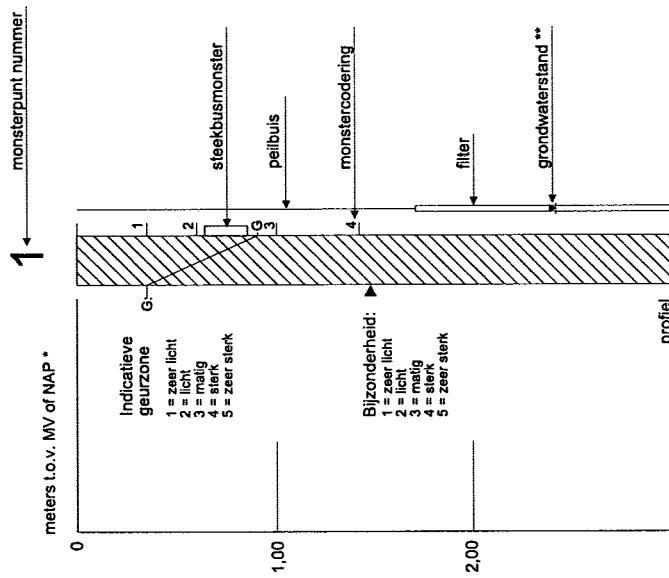 monsterpunt nummer
1
meters t.o.v. MV of NAP *
0
1,00
2,00
Indicatieve
geurzone
1 = zeer licht
2 = licht
3 = matig
4 = sterk
5 = zeer sterk
G:
Bijzonderheid:
1 = zeer licht
2 = licht
3 = matig
4 = sterk
5 = zeer sterk
1
2
G
3
4
steekbusmonster
peilbuis
monstercodering
filter
grondwaterstand **
profiel